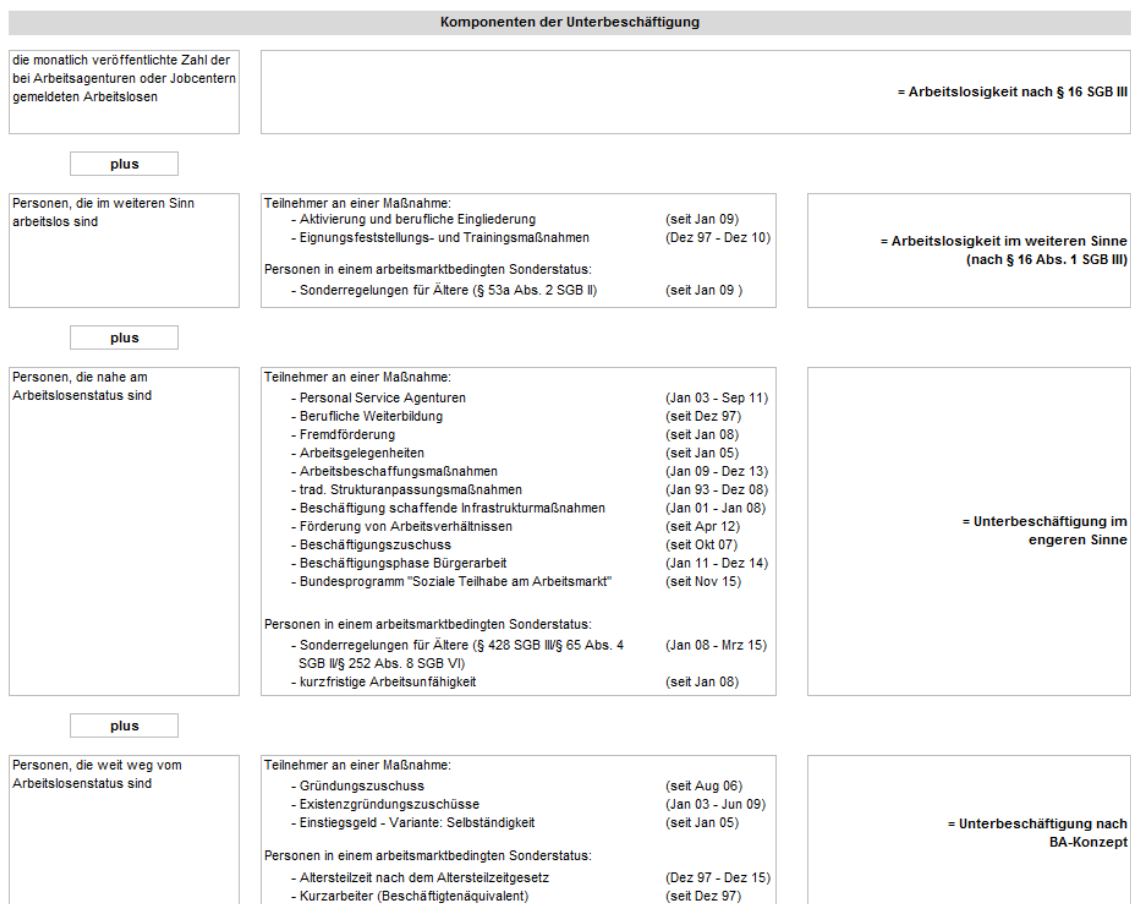 Komponenten der Unterbeschäftigung
die monatlich veröffentlichte Zahl der
bei Arbeitsagenturen oder Jobcentern
gemeldeten Arbeitslosen
= Arbeitslosigkeit nach § 16 SGB III
plus
Personen, die im weiteren Sinn
arbeitslos sind
Teilnehmer an einer Maßnahme:
- Aktivierung und berufliche Eingliederung (seit Jan 09)
- Eignungsfeststellungs- und Trainingsmaßnahmen (Dez 97 - Dez 10)
Personen in einem arbeitsmarktbedingten Sonderstatus:
- Sonderregelungen für Ältere (§ 53a Abs. 2 SGB II) (seit Jan 09 )
= Arbeitslosigkeit im weiteren Sinne
(nach § 16 Abs. 1 SGB III)
plus
Personen, die nahe am
Arbeitslosenstatus sind
Teilnehmer an einer Maßnahme:
- Personal Service Agenturen (Jan 03 - Sep 11)
- Berufliche Weiterbildung (seit Dez 97)
- Fremdförderung (seit Jan 08)
- Arbeitsgelegenheiten (seit Jan 05)
- Arbeitsbeschaffungsmaßnahmen (Jan 09 - Dez 13)
- trad. Strukturanpassungsmaßnahmen (Jan 93 - Dez 08)
- Beschäftigung schaffende Infrastrukturmaßnahmen (Jan 01 - Jan 08)
- Förderung von Arbeitsverhältnissen (seit Apr 12)
- Beschäftigungszuschuss (seit Okt 07)
- Beschäftigungsphase Bürgerarbeit (Jan 11 - Dez 14)
- Bundesprogramm "Soziale Teilhabe am Arbeitsmarkt" (seit Nov 15)
Personen in einem arbeitsmarktbedingten Sonderstatus:
- Sonderregelungen für Ältere (§ 428 SGB III/§ 65 Abs. 4 (Jan 08 - Mrz 15)
SGB II/§ 252 Abs. 8 SGB VI)
- kurzfristige Arbeitsunfähigkeit (seit Jan 08)
= Unterbeschäftigung im
engeren Sinne
plus
Personen, die weit weg vom
Arbeitslosenstatus sind
Teilnehmer an einer Maßnahme:
- Gründungszuschuss (seit Aug 06)
- Existenzgründungszuschüsse (Jan 03 - Jun 09)
- Einstiegsgeld - Variante: Selbständigkeit (seit Jan 05)
Personen in einem arbeitsmarktbedingten Sonderstatus:
- Altersteilzeit nach dem Altersteilzeitgesetz (Dez 97 - Dez 15)
- Kurzarbeiter (Beschäftigtenäquivalent) (seit Dez 97)
= Unterbeschäftigung nach
BA-Konzept